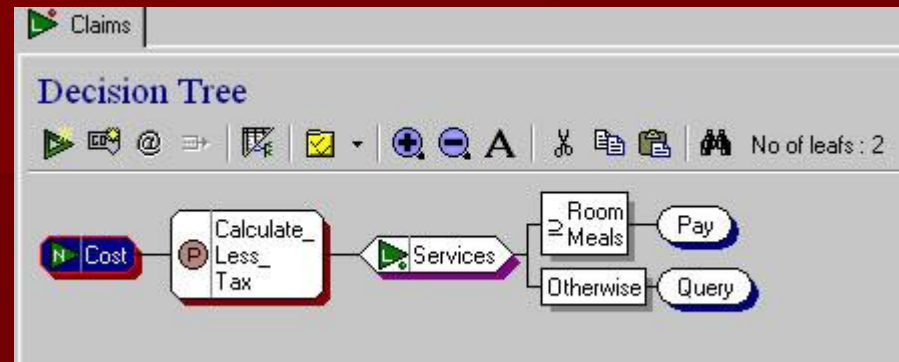 Claims
Decision Tree
@ A No of leafs : 2
N Cost
P Calculate_
Less_
Tax
L Services
⊇ Room
Meals
Pay
Otherwise
Query